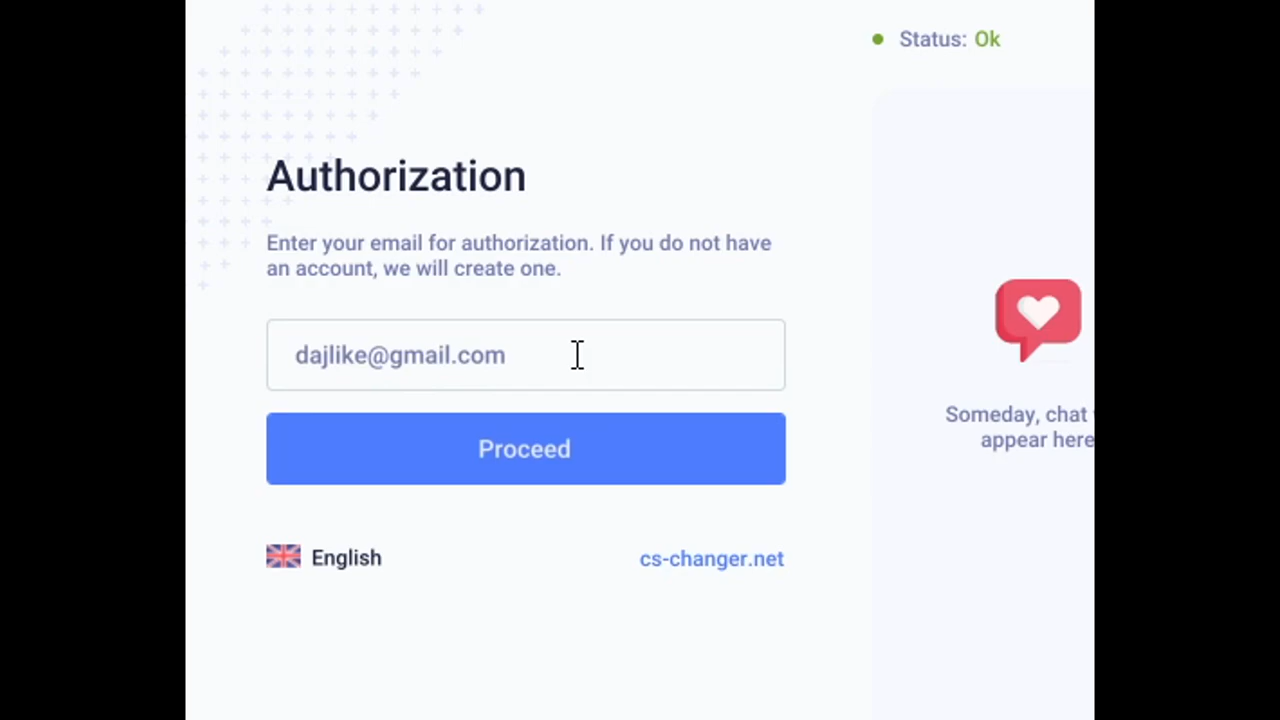 Status: Ok
Authorization
Enter your email for authorization. If you do not have
an account, we will create one.
dajlike@gmail.com
Proceed
English
cs-changer.net
Someday, chat
appear here